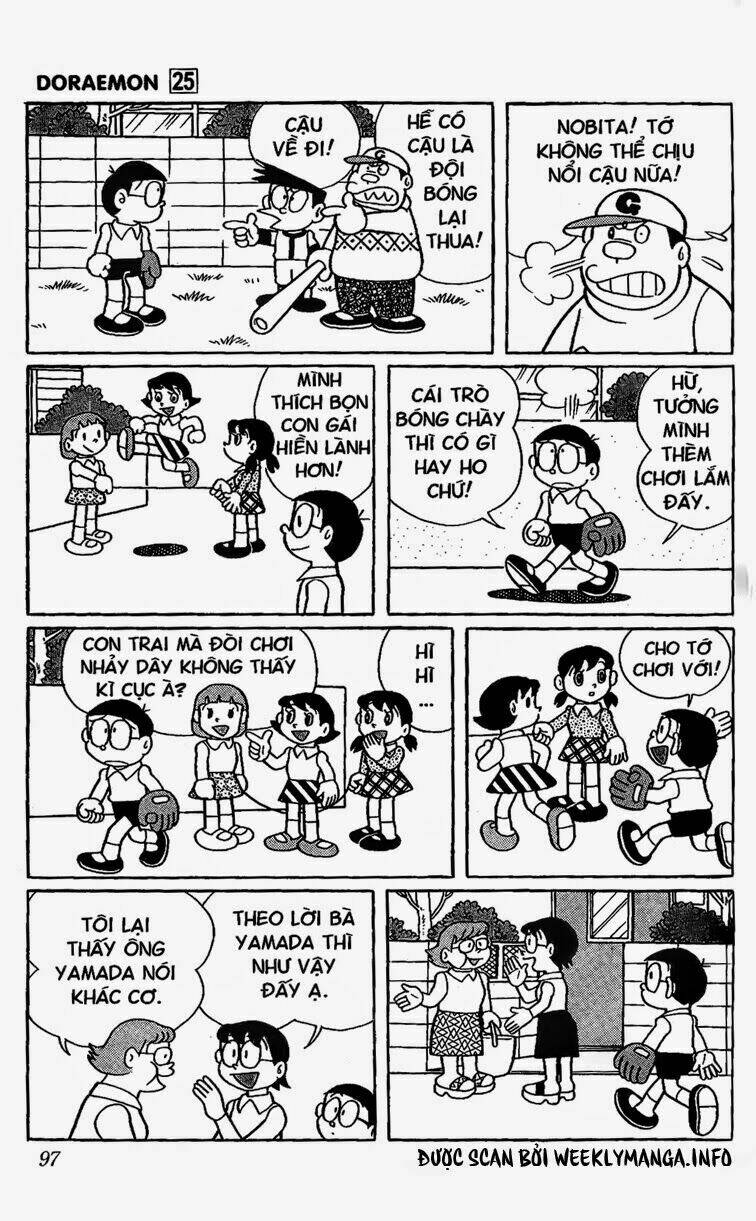 DORAEMON 25
NOBITA! TỚ
KHÔNG THỂ CHỊU
NỔI CẬU NỮA!
G
HỄ CÓ
CẬU LÀ
ĐỘI
BÓNG
LẠI
THUA!
G
CẬU
VỀ ĐI!
HỪ,
TƯỞNG
MÌNH
THÈM
CHƠI LẮM
ĐẤY.
CÁI TRÒ
BÓNG CHÀY
THÌ CÓ GÌ
HAY HO
CHỨ!
MÌNH
THÍCH BỌN
CON GÁI
HIỀN LÀNH
HƠN!
CHO TỚ
CHƠI VỚI!
HÌ
HÌ
...
CON TRAI MÀ ĐÒI CHƠI
NHẢY DÂY KHÔNG THẤY
KÌ CỤC À?
THEO LỜI BÀ
YAMADA THÌ
NHƯ VẬY
ĐẤY Ạ.
TÔI LẠI
THẤY ÔNG
YAMADA NÓI
KHÁC CƠ.
97
ĐƯỢC SCAN BỞI WEEKLYMANGA.INFO